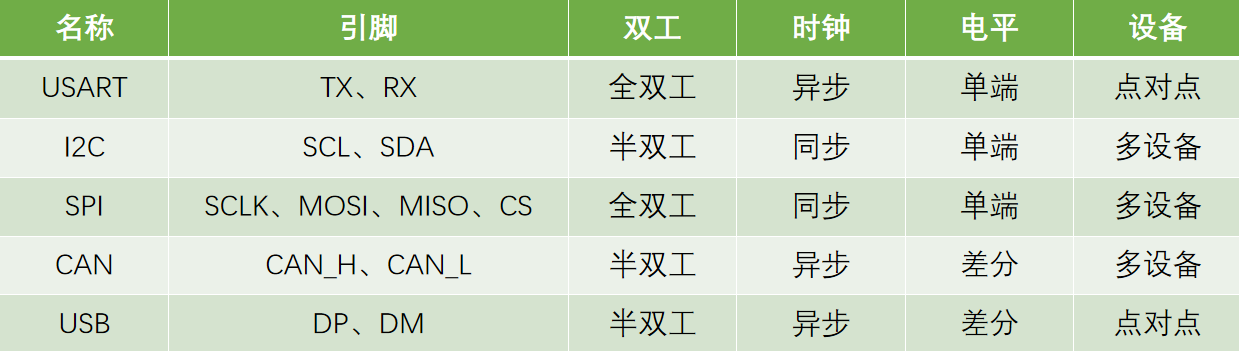 名称 引脚 双工 时钟 电平 设备
USART TX、RX 全双工 异步 单端 点对点
I2C SCL、SDA 半双工 同步 单端 多设备
SPI SCLK、MOSI、MISO、CS 全双工 同步 单端 多设备
CAN CAN_H、CAN_L 半双工 异步 差分 多设备
USB DP、DM 半双工 异步 差分 点对点